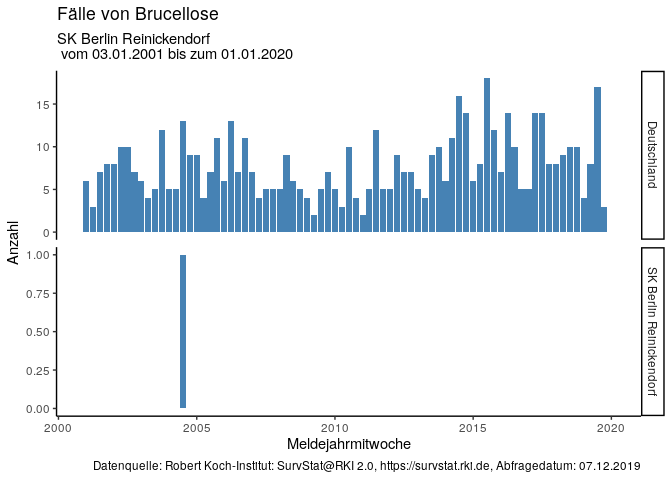 Fälle von Brucellose
SK Berlin Reinickendorf
vom 03.01.2001 bis zum 01.01.2020
Anzahl
15
10
5
0
Deutschland
1.00
0.75
0.50
0.25
0.00
SK Berlin Reinickendorf
2000
2005
2010
2015
2020
Meldejahrmitwoche
Datenquelle: Robert Koch-Institut: SurvStat@RKI 2.0, https://survstat.rki.de, Abfragedatum: 07.12.2019